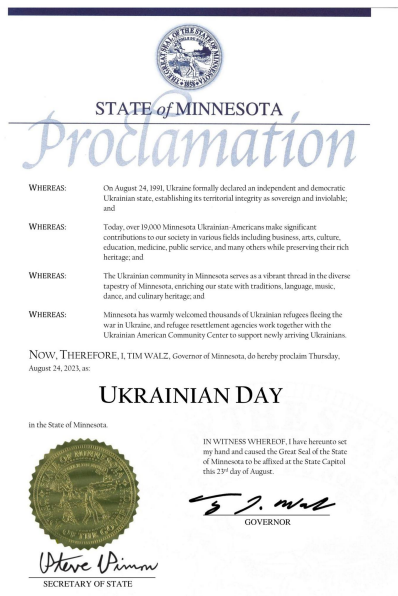 THE GREAT SEAL OF THE STATE OF MINNESOTA
STATE of MINNESOTA
Proclamation
WHEREAS: On August 24, 1991, Ukraine formally declared an independent and democratic
Ukrainian state, establishing its territorial integrity as sovereign and inviolable;
and
WHEREAS: Today, over 19,000 Minnesota Ukrainian-Americans make significant
contributions to our society in various fields including business, arts, culture,
education, medicine, public service, and many others while preserving their rich
heritage; and
WHEREAS: The Ukrainian community in Minnesota serves as a vibrant thread in the diverse
tapestry of Minnesota, enriching our state with traditions, language, music,
dance, and culinary heritage; and
WHEREAS: Minnesota has warmly welcomed thousands of Ukrainian refugees fleeing the
war in Ukraine, and refugee resettlement agencies work together with the
Ukrainian American Community Center to support newly arriving Ukrainians.
NOW, THEREFORE, I, TIM WALZ, Governor of Minnesota, do hereby proclaim Thursday,
August 24, 2023, as:
UKRAINIAN DAY
in the State of Minnesota.
IN WITNESS WHEREOF, I have hereunto set
my hand and caused the Great Seal of the State
of Minnesota to be affixed at the State Capitol
this 23rd day of August.
GOVERNOR
Steve Simon
SECRETARY OF STATE